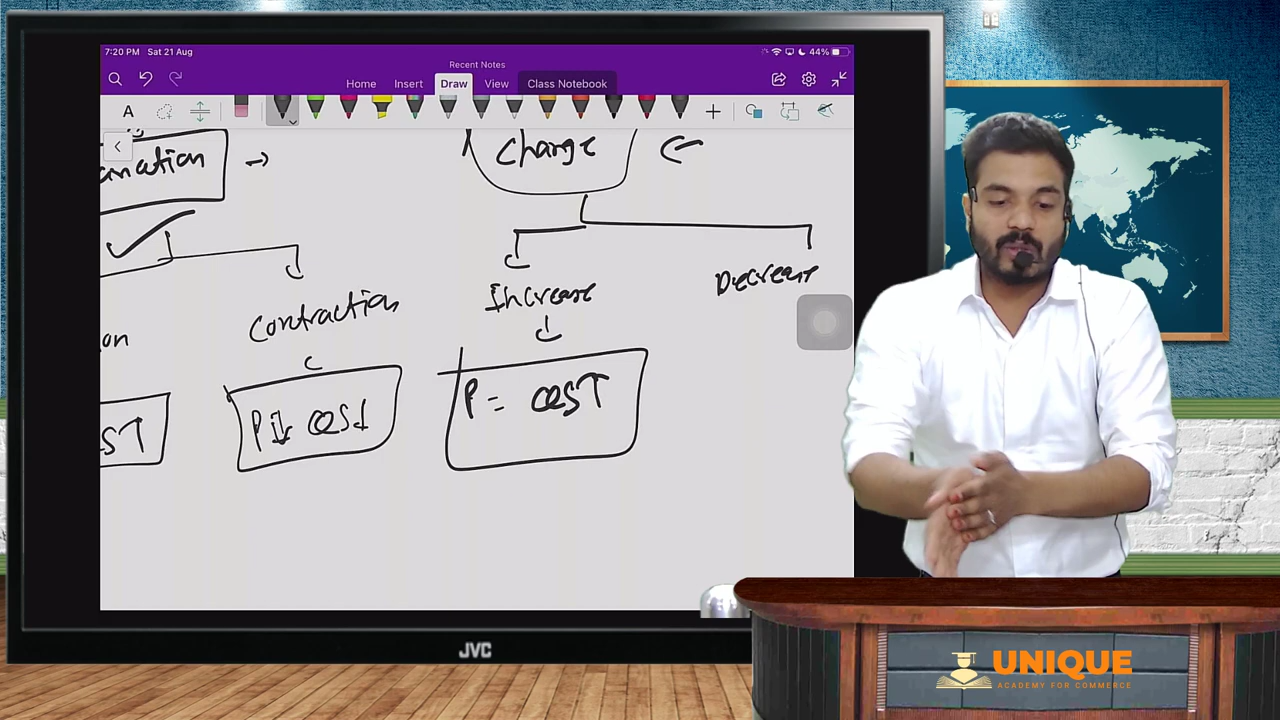 7:20 PM Sat 21 Aug
44%
Recent Notes
Home Insert Draw View Class Notebook
A
Change
Contraction
Increase
Decrease
on
P↓
P =
JVC
UNIQUE
ACADEMY FOR COMMERCE